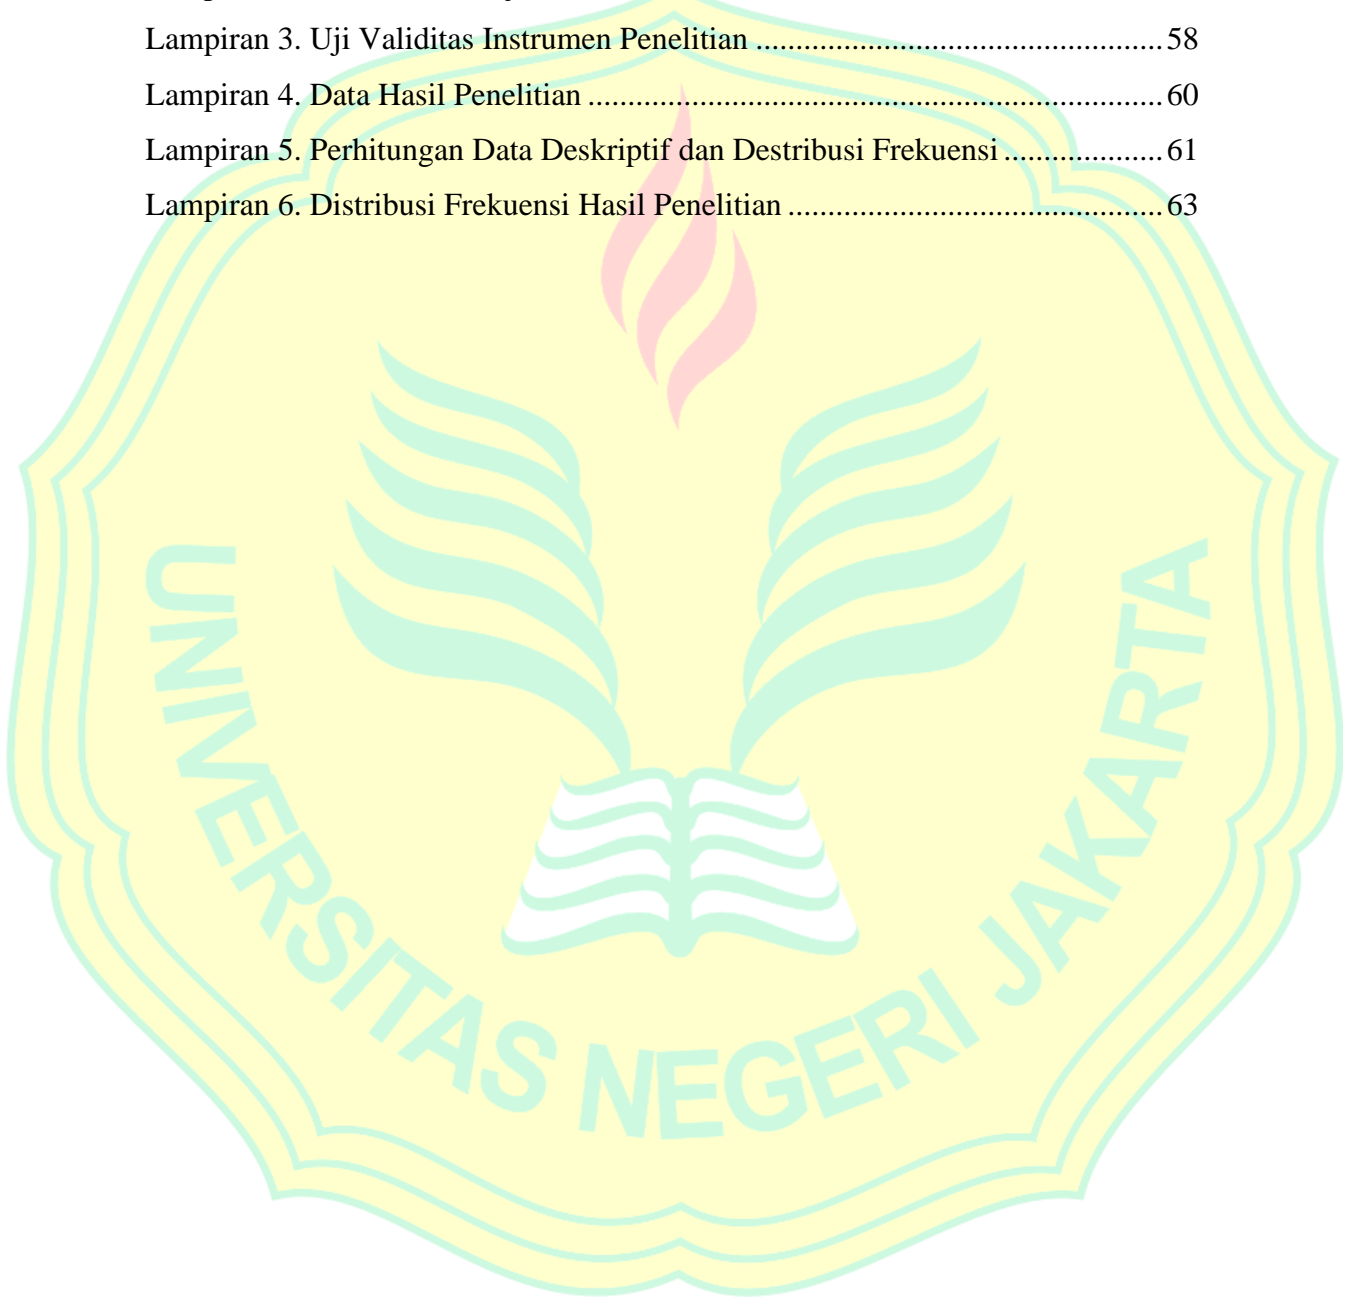 Lampiran 3. Uji Validitas Instrumen Penelitian ................................................................ 58
Lampiran 4. Data Hasil Penelitian ........................................................................................ 60
Lampiran 5. Perhitungan Data Deskriptif dan Destribusi Frekuensi ......................... 61
Lampiran 6. Distribusi Frekuensi Hasil Penelitian .......................................................... 63
UNIVERSITAS NEGERI JAKARTA